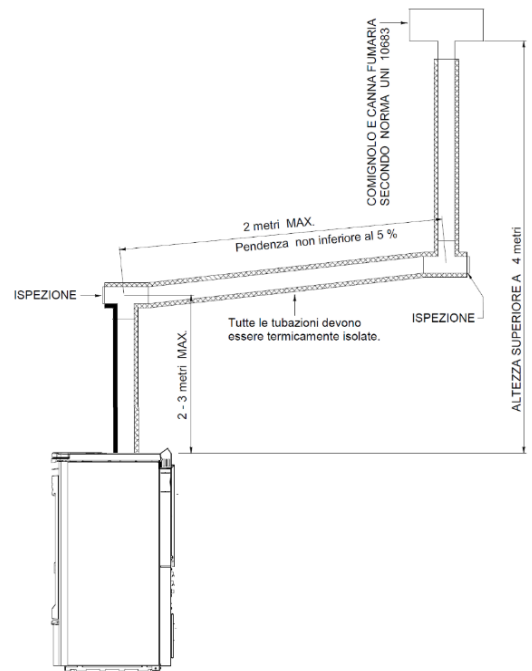 COMIGNOLO E CANNA FUMARIA
SECONDO NORMA UNI 10683
2 metri MAX.
Pendenza non inferiore al 5 %
ISPEZIONE
ISPEZIONE
Tutte le tubazioni devono
essere termicamente isolate.
2 - 3 metri MAX.
ALTEZZA SUPERIORE A 4 metri